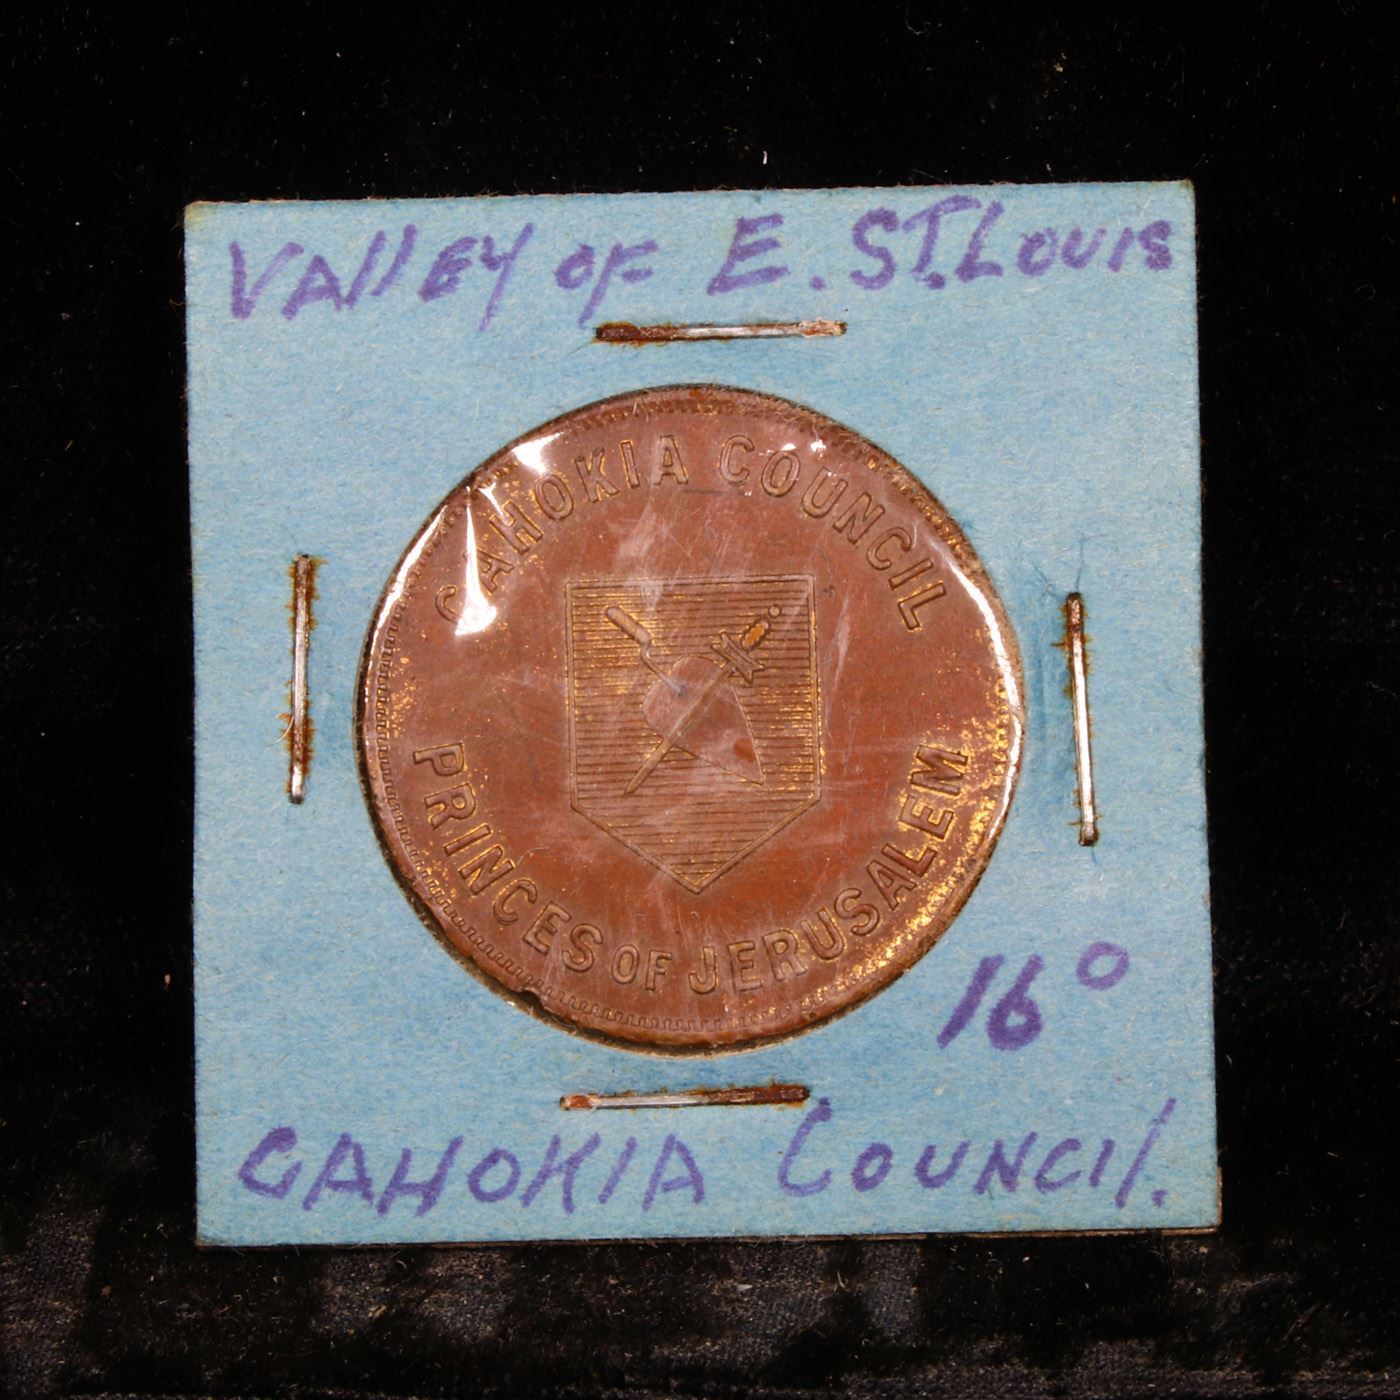 VAllEY OF E. ST. LOUIS
CAHOKIA COUNCIL
PRINCES OF JERUSALEM
16°
CAHOKIA COUNCIL.